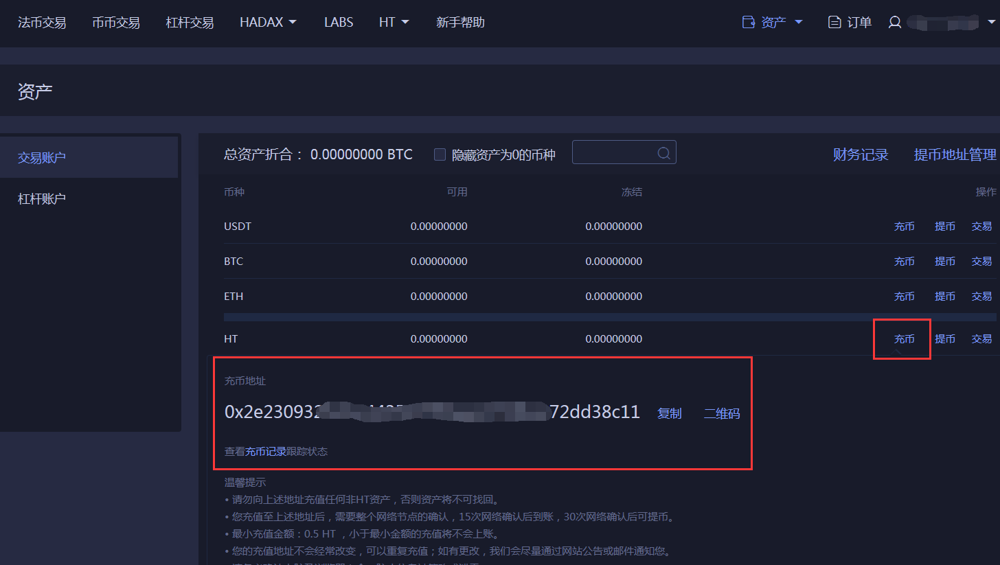 法币交易 币币交易 杠杆交易 HADAX LABS HT 新手帮助 资产 订单
资产
交易账户
杠杆账户
总资产折合： 0.00000000 BTC 隐藏资产为0的币种 财务记录 提币地址管理
币种 可用 冻结 操作
USDT 0.00000000 0.00000000 充币 提币 交易
BTC 0.00000000 0.00000000 充币 提币 交易
ETH 0.00000000 0.00000000 充币 提币 交易
HT 0.00000000 0.00000000 充币 提币 交易
充币地址
0x2e23093 72dd38c11 复制 二维码
查看充币记录跟踪状态
温馨提示
• 请勿向上述地址充值任何非HT资产，否则资产将不可找回。
• 您充值至上述地址后，需要整个网络节点的确认，15次网络确认后到账，30次网络确认后可提币。
• 最小充值金额：0.5 HT ，小于最小金额的充值将不会上账。
• 您的充值地址不会经常改变，可以重复充值；如有更改，我们会尽量通过网站公告或邮件通知您。